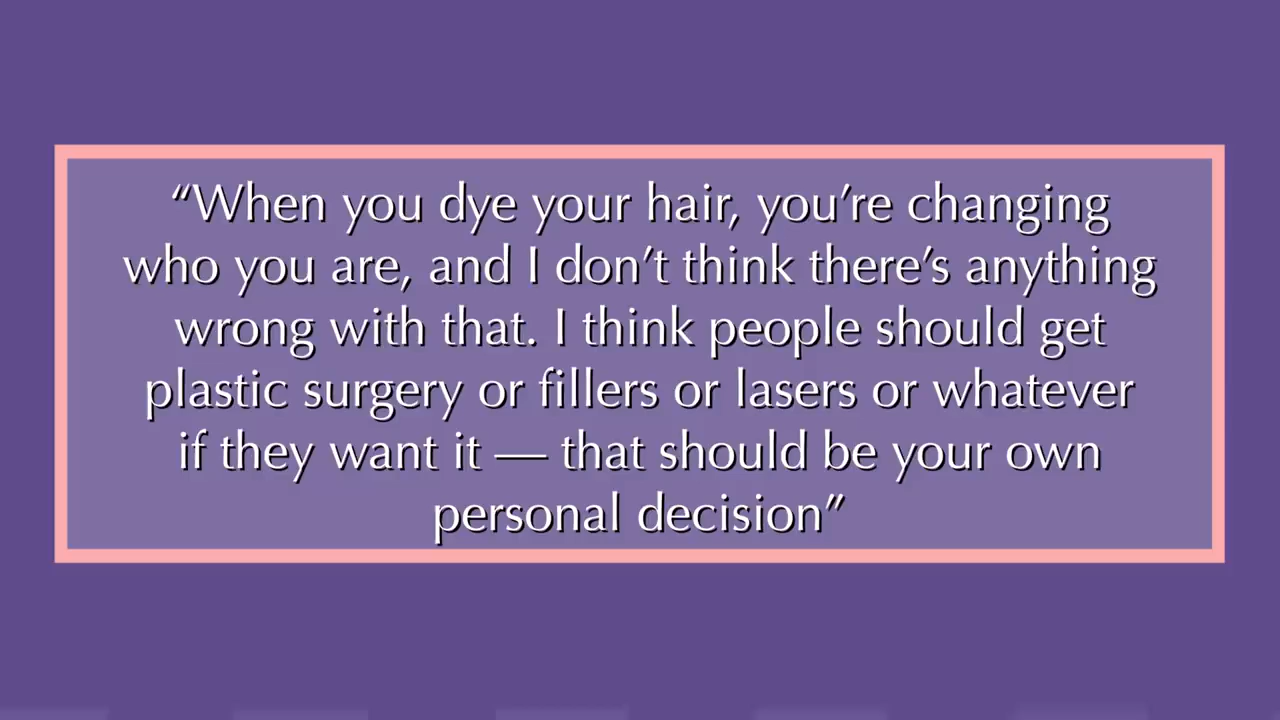 “When you dye your hair, you’re changing
who you are, and I don’t think there’s anything
wrong with that. I think people should get
plastic surgery or fillers or lasers or whatever
if they want it — that should be your own
personal decision”